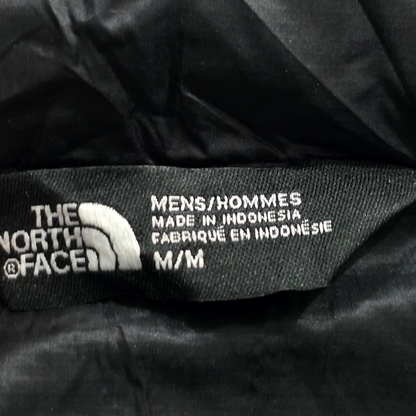 THE
NORTH
®FACE
MENS/HOMMES
MADE IN INDONESIA
FABRIQUÉ EN INDONÉSIE
M/M